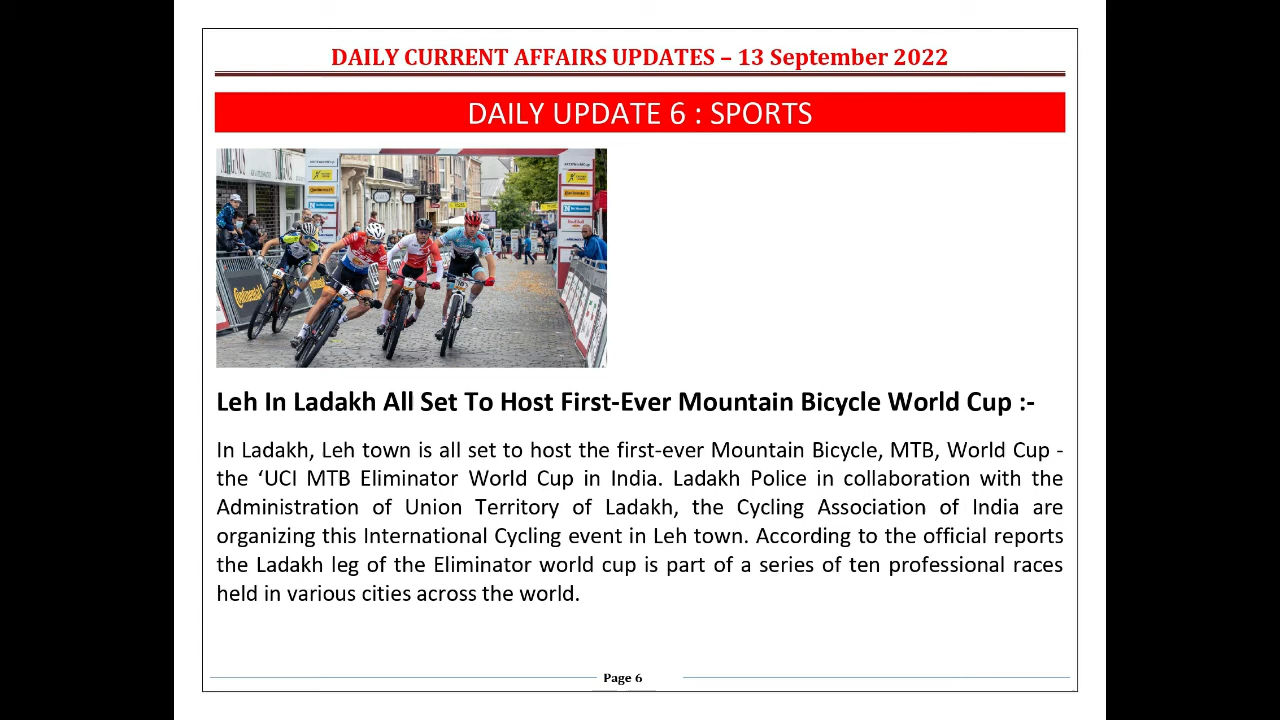 DAILY CURRENT AFFAIRS UPDATES – 13 September 2022
DAILY UPDATE 6 : SPORTS
Continental
Leh In Ladakh All Set To Host First-Ever Mountain Bicycle World Cup :-
In Ladakh, Leh town is all set to host the first-ever Mountain Bicycle, MTB, World Cup -
the ‘UCI MTB Eliminator World Cup in India. Ladakh Police in collaboration with the
Administration of Union Territory of Ladakh, the Cycling Association of India are
organizing this International Cycling event in Leh town. According to the official reports
the Ladakh leg of the Eliminator world cup is part of a series of ten professional races
held in various cities across the world.
Page 6